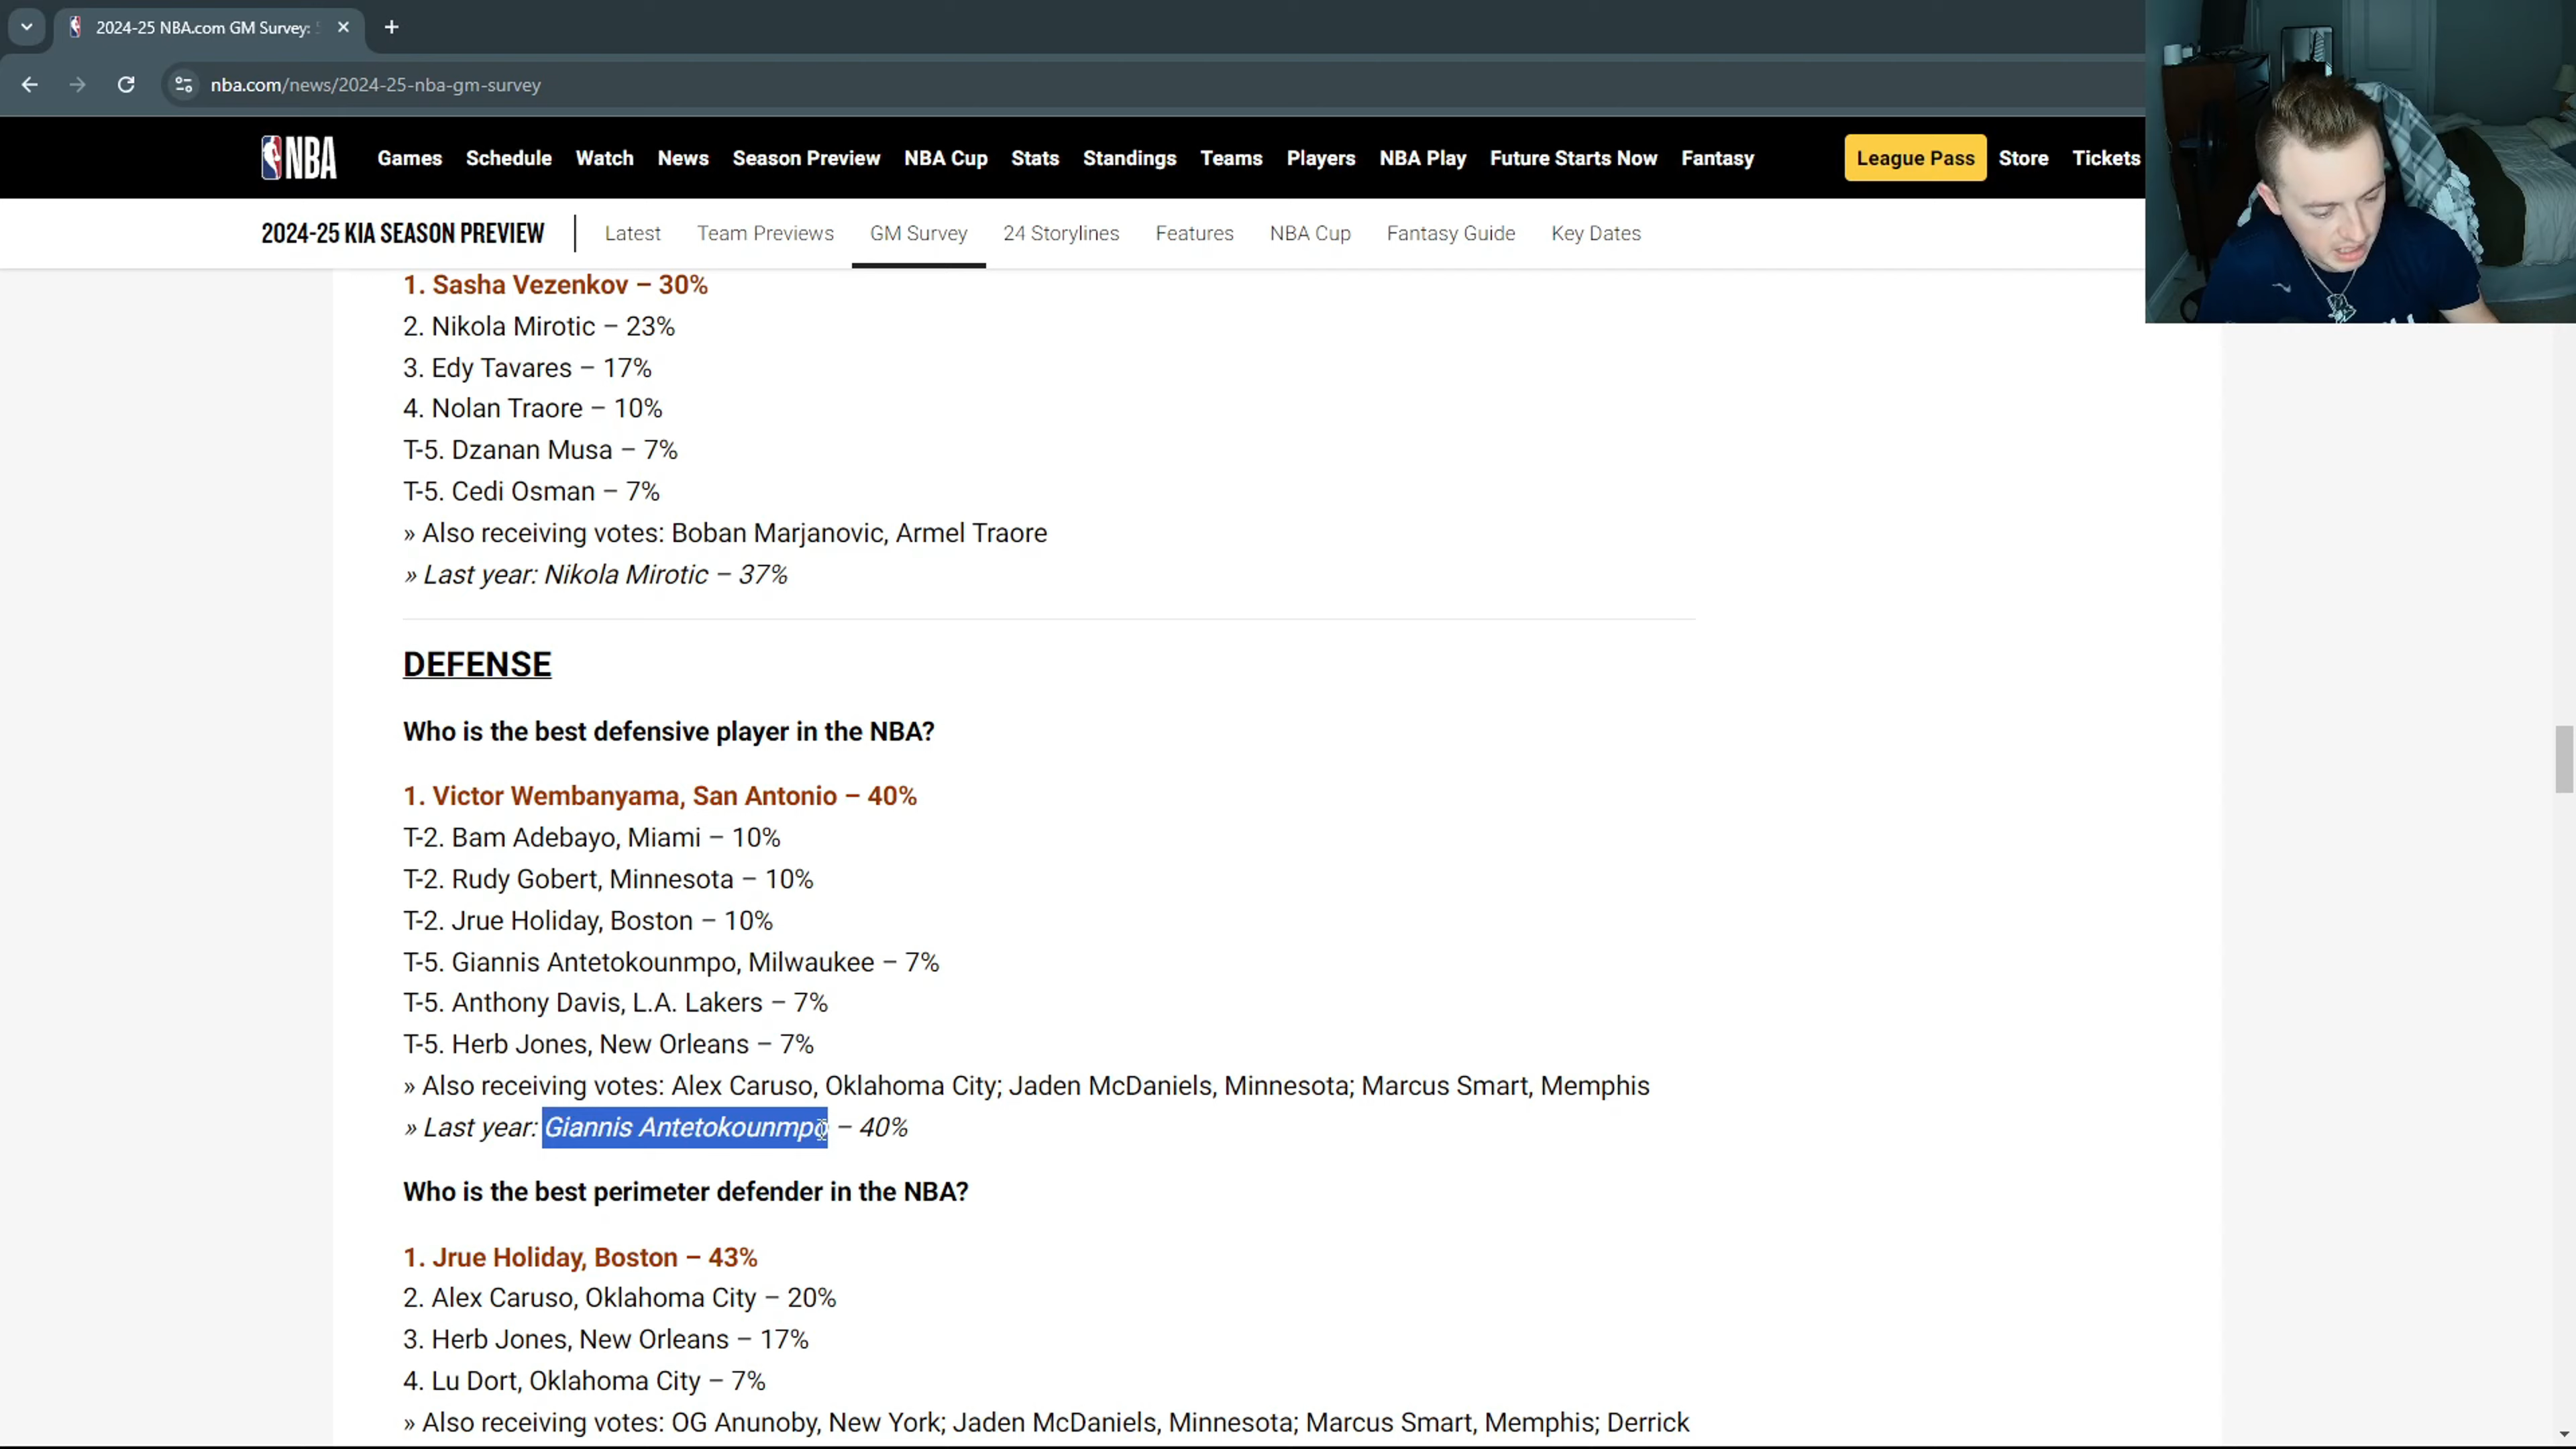 2024-25 NBA.com GM Survey:
nba.com/news/2024-25-nba-gm-survey
NBA Games Schedule Watch News Season Preview NBA Cup Stats Standings Teams Players NBA Play Future Starts Now Fantasy League Pass Store Tickets
2024-25 KIA SEASON PREVIEW Latest Team Previews GM Survey 24 Storylines Features NBA Cup Fantasy Guide Key Dates
1. Sasha Vezenkov – 30%
2. Nikola Mirotic – 23%
3. Edy Tavares – 17%
4. Nolan Traore – 10%
T-5. Dzanan Musa – 7%
T-5. Cedi Osman – 7%
» Also receiving votes: Boban Marjanovic, Armel Traore
» Last year: Nikola Mirotic – 37%
DEFENSE
Who is the best defensive player in the NBA?
1. Victor Wembanyama, San Antonio – 40%
T-2. Bam Adebayo, Miami – 10%
T-2. Rudy Gobert, Minnesota – 10%
T-2. Jrue Holiday, Boston – 10%
T-5. Giannis Antetokounmpo, Milwaukee – 7%
T-5. Anthony Davis, L.A. Lakers – 7%
T-5. Herb Jones, New Orleans – 7%
» Also receiving votes: Alex Caruso, Oklahoma City; Jaden McDaniels, Minnesota; Marcus Smart, Memphis
» Last year: Giannis Antetokounmpo – 40%
Who is the best perimeter defender in the NBA?
1. Jrue Holiday, Boston – 43%
2. Alex Caruso, Oklahoma City – 20%
3. Herb Jones, New Orleans – 17%
4. Lu Dort, Oklahoma City – 7%
» Also receiving votes: OG Anunoby, New York; Jaden McDaniels, Minnesota; Marcus Smart, Memphis; Derrick